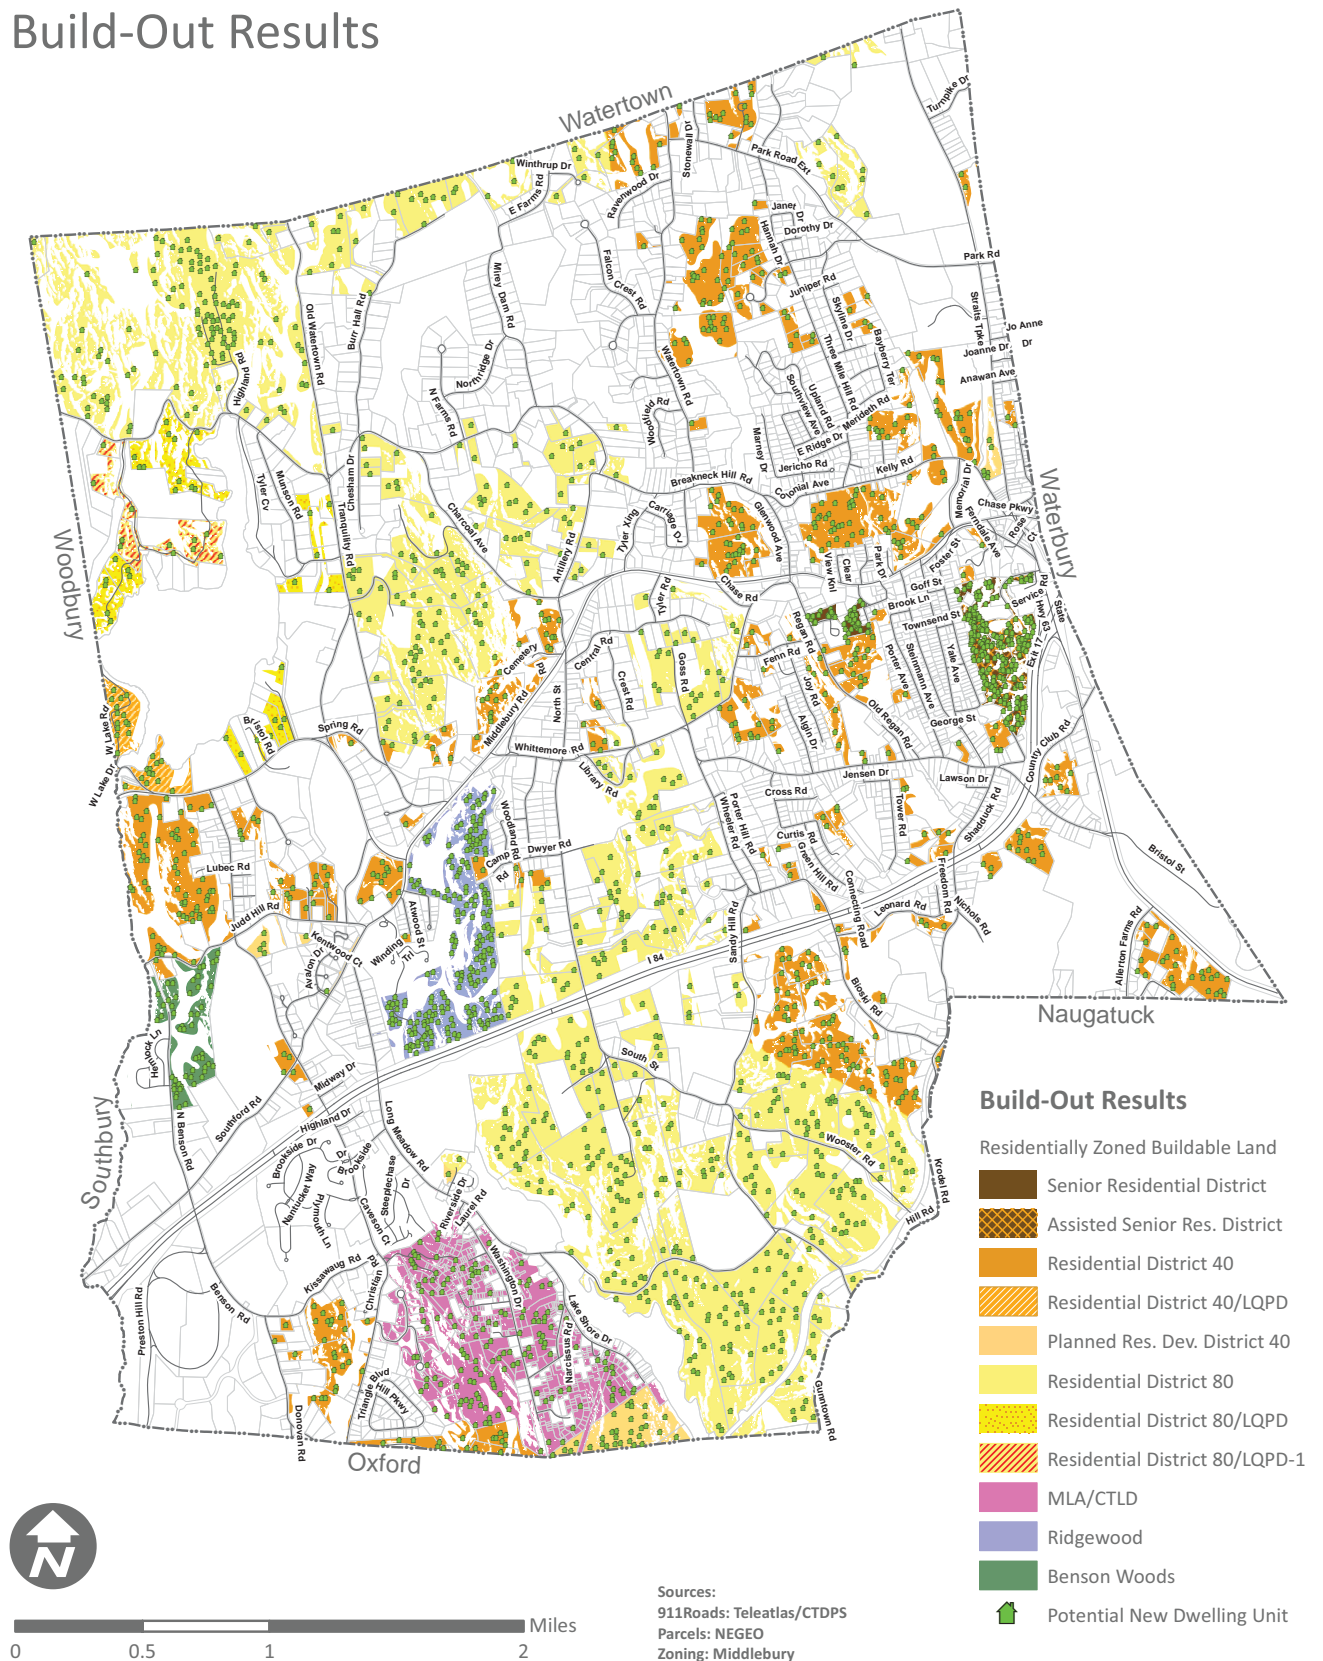 Build-Out Results
Watertown
Turnpike Dr
Stonewall Dr
Park Road Ext
Winthrup Dr
E Farms Rd
Ravenwood Dr
Janet Dr
Dorothy Dr
Hannah Dr
Park Rd
Falcon Crest Rd
Mirey Dam Rd
Juniper Rd
Skyline Dr
Straits Tpke
Jo Anne Dr
Joanne Dr
Anawan Ave
Old Watertown Rd
Burr Hall Rd
Highland Rd
Northridge Dr
N Farms Rd
Watertown Rd
Three Mile Hill Rd
Bayberry Ter
Southview Ave
Upland Rd
Merideth Rd
Woodfield Rd
Marney Dr
E Ridge Dr
Jericho Rd
Kelly Rd
Colonial Ave
Breakneck Hill Rd
Memorial Dr
Chase Pkwy
Waterbury
Tyler Cv
Munson Rd
Chesham Dr
Tranquility Rd
Charcoal Ave
Artillery Rd
Tyler Xing
Carriage Dr
Glenwood Ave
Ferndale Ave
Rose Ct
Foster St
View Knl
Clear
Park Dr
Goff St
Brook Ln
Service Rd
State
Hwy 63
Exit 17
Townsend St
Woodbury
Chase Rd
Tyler Rd
Regan Rd
Fenn Rd
Joy Rd
Algin Dr
Porter Ave
Steinmann Ave
Yale Ave
George St
Old Regan Rd
Cemetery Rd
Central Rd
Crest Rd
Goss Rd
North St
Middlebury Rd
Whittemore Rd
Library Rd
W Lake Rd
W Lake Dr
Bristol Rd
Spring Rd
Jensen Dr
Lawson Dr
Country Club Rd
Cross Rd
Porter Hill Rd
Wheeler Rd
Curtis Rd
Green Hill Rd
Tower Rd
Shadduck Rd
Bristol St
Woodland Rd
Camp Rd
Dwyer Rd
Lubec Rd
Judd Hill Rd
Atwood St
Kentwood Ct
Avalon Dr
Winding Trl
Sandy Hill Rd
Connecting Road
Leonard Rd
Freedom Rd
Nichols Rd
Allerton Farms Rd
I 84
Bioski Rd
Naugatuck
Hemlock Ln
N Benson Rd
Southford Rd
Midway Dr
Highland Dr
South St
Long Meadow Rd
Wooster Rd
Krodel Rd
Hill Rd
Southbury
Brookside Dr
Brookside Dr
Nantucket Way
Plymouth Ln
Steeplechase Dr
Caveson Ct
Riverside Dr
Laurel Rd
Kissawaug Rd
Christian Rd
Washington Dr
Lake Shore Dr
Narcissus Rd
Preston Hill Rd
Benson Rd
Triangle Blvd
Hill Pkwy
Donovan Rd
Gunntown Rd
Oxford
Build-Out Results
Residentially Zoned Buildable Land
Senior Residential District
Assisted Senior Res. District
Residential District 40
Residential District 40/LQPD
Planned Res. Dev. District 40
Residential District 80
Residential District 80/LQPD
Residential District 80/LQPD-1
MLA/CTLD
Ridgewood
Benson Woods
Potential New Dwelling Unit
N
Miles
0 0.5 1 2
Sources:
911Roads: Teleatlas/CTDPS
Parcels: NEGEO
Zoning: Middlebury